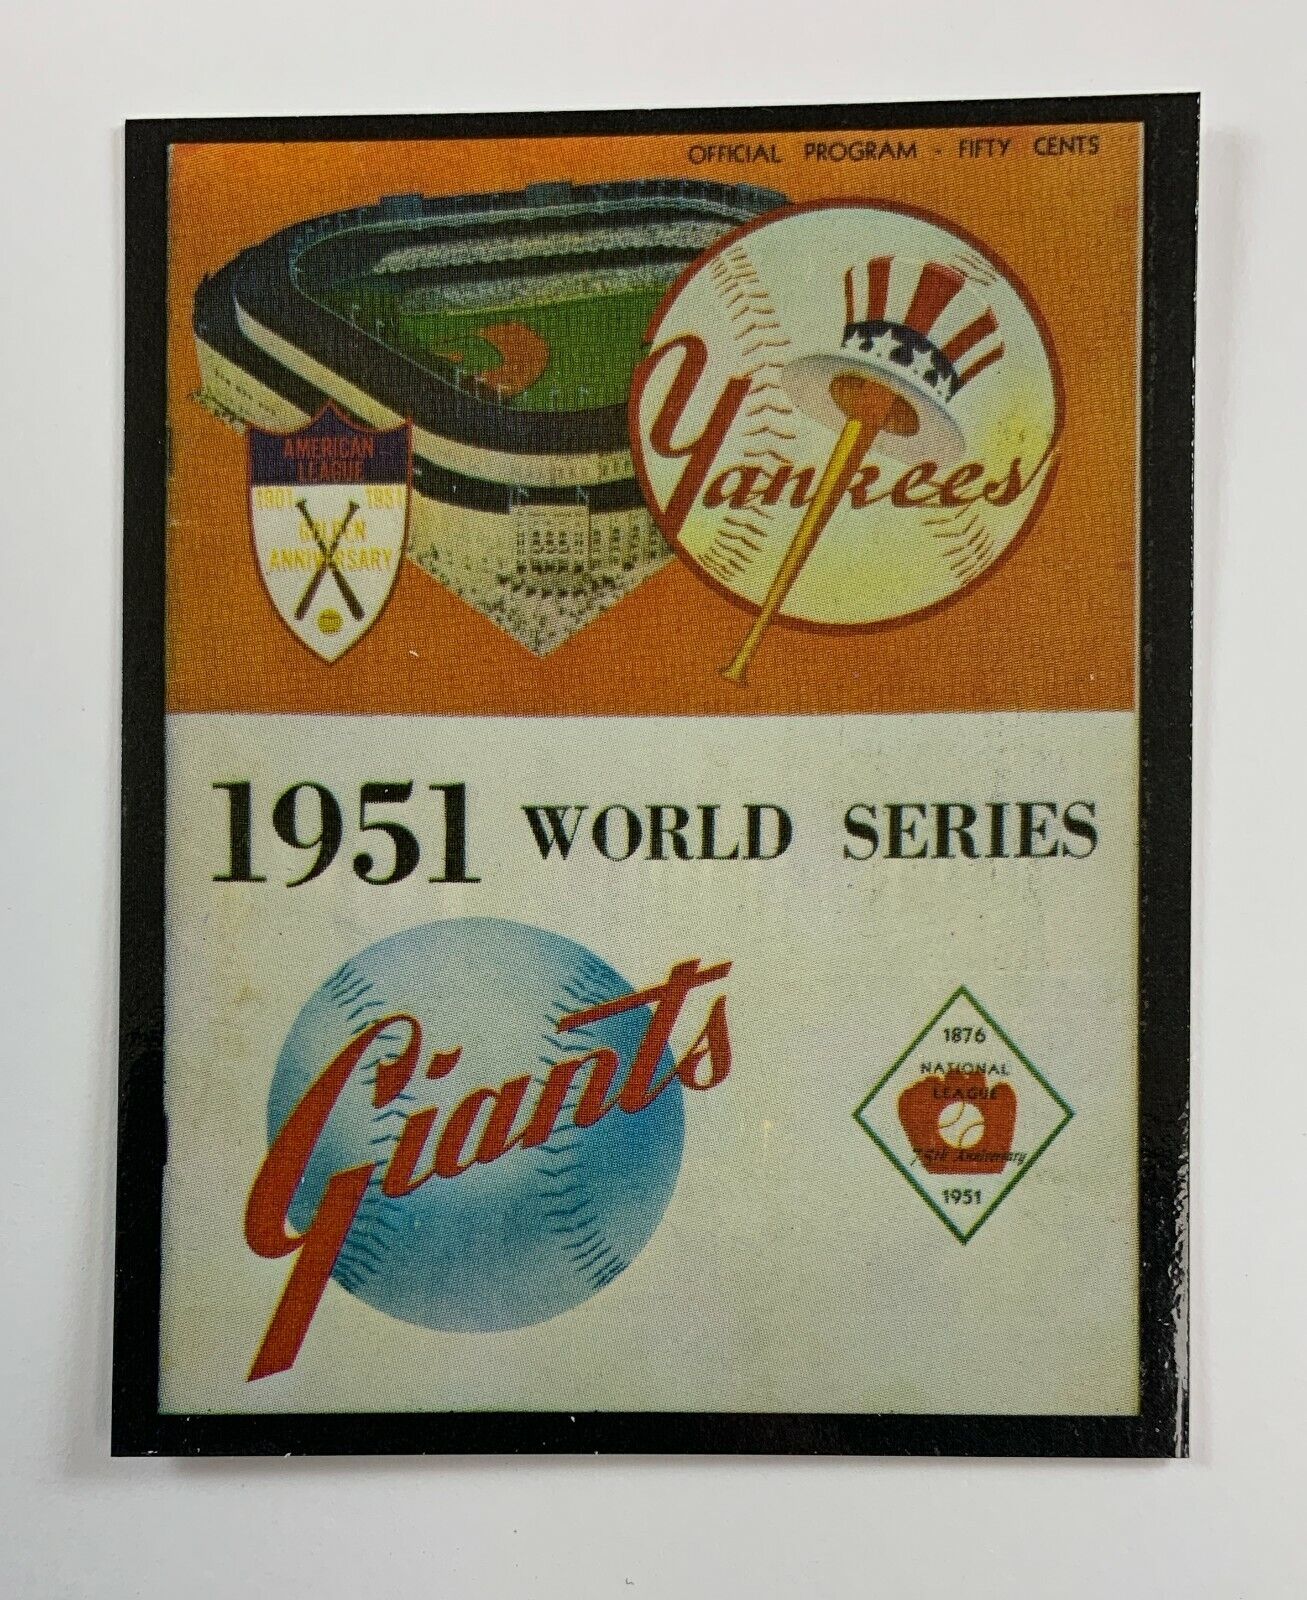 OFFICIAL PROGRAM - FIFTY CENTS
Yankees
AMERICAN
LEAGUE
1901 1951
GOLDEN
ANNIVERSARY
1951 WORLD SERIES
Giants
1876
NATIONAL
LEAGUE
75th Anniversary
1951